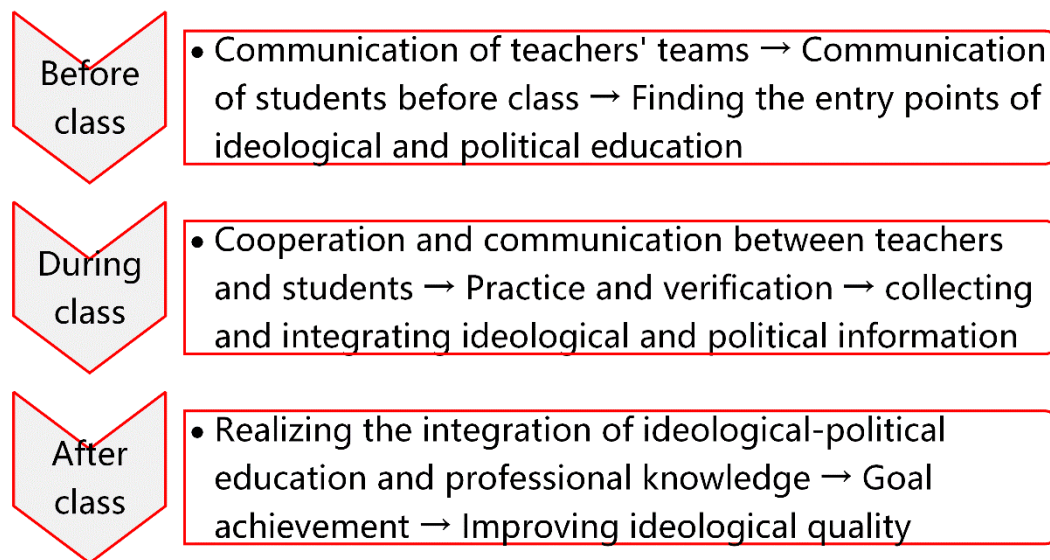 Before
class
• Communication of teachers' teams → Communication
of students before class → Finding the entry points of
ideological and political education
During
class
• Cooperation and communication between teachers
and students → Practice and verification → collecting
and integrating ideological and political information
After
class
• Realizing the integration of ideological-political
education and professional knowledge → Goal
achievement → Improving ideological quality